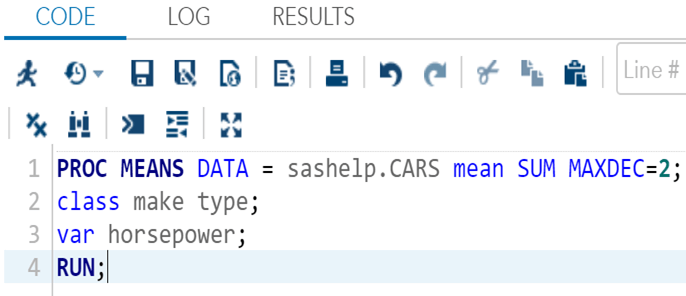 CODE LOG RESULTS
Line #
1 PROC MEANS DATA = sashelp.CARS mean SUM MAXDEC=2;
2 class make type;
3 var horsepower;
4 RUN;